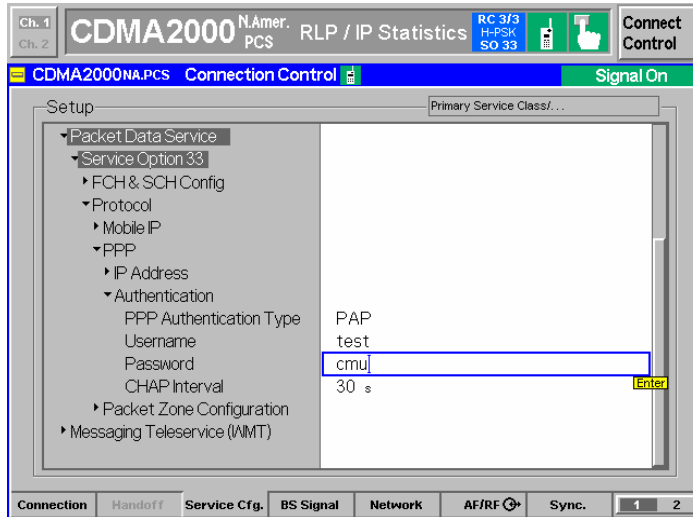 Ch. 1
Ch. 2
CDMA2000 N.Amer. PCS RLP / IP Statistics
RC 3/3
H-PSK
SO 33
Connect
Control
CDMA2000NA.PCS Connection Control
Signal On
Setup
Primary Service Class/. . .
Packet Data Service
Service Option 33
FCH & SCH Config
Protocol
Mobile IP
PPP
IP Address
Authentication
PPP Authentication Type PAP
Username test
Password cmu
CHAP Interval 30 s
Enter
Packet Zone Configuration
Messaging Teleservice (WMT)
Connection Handoff Service Cfg. BS Signal Network AF/RF Sync. 1 2